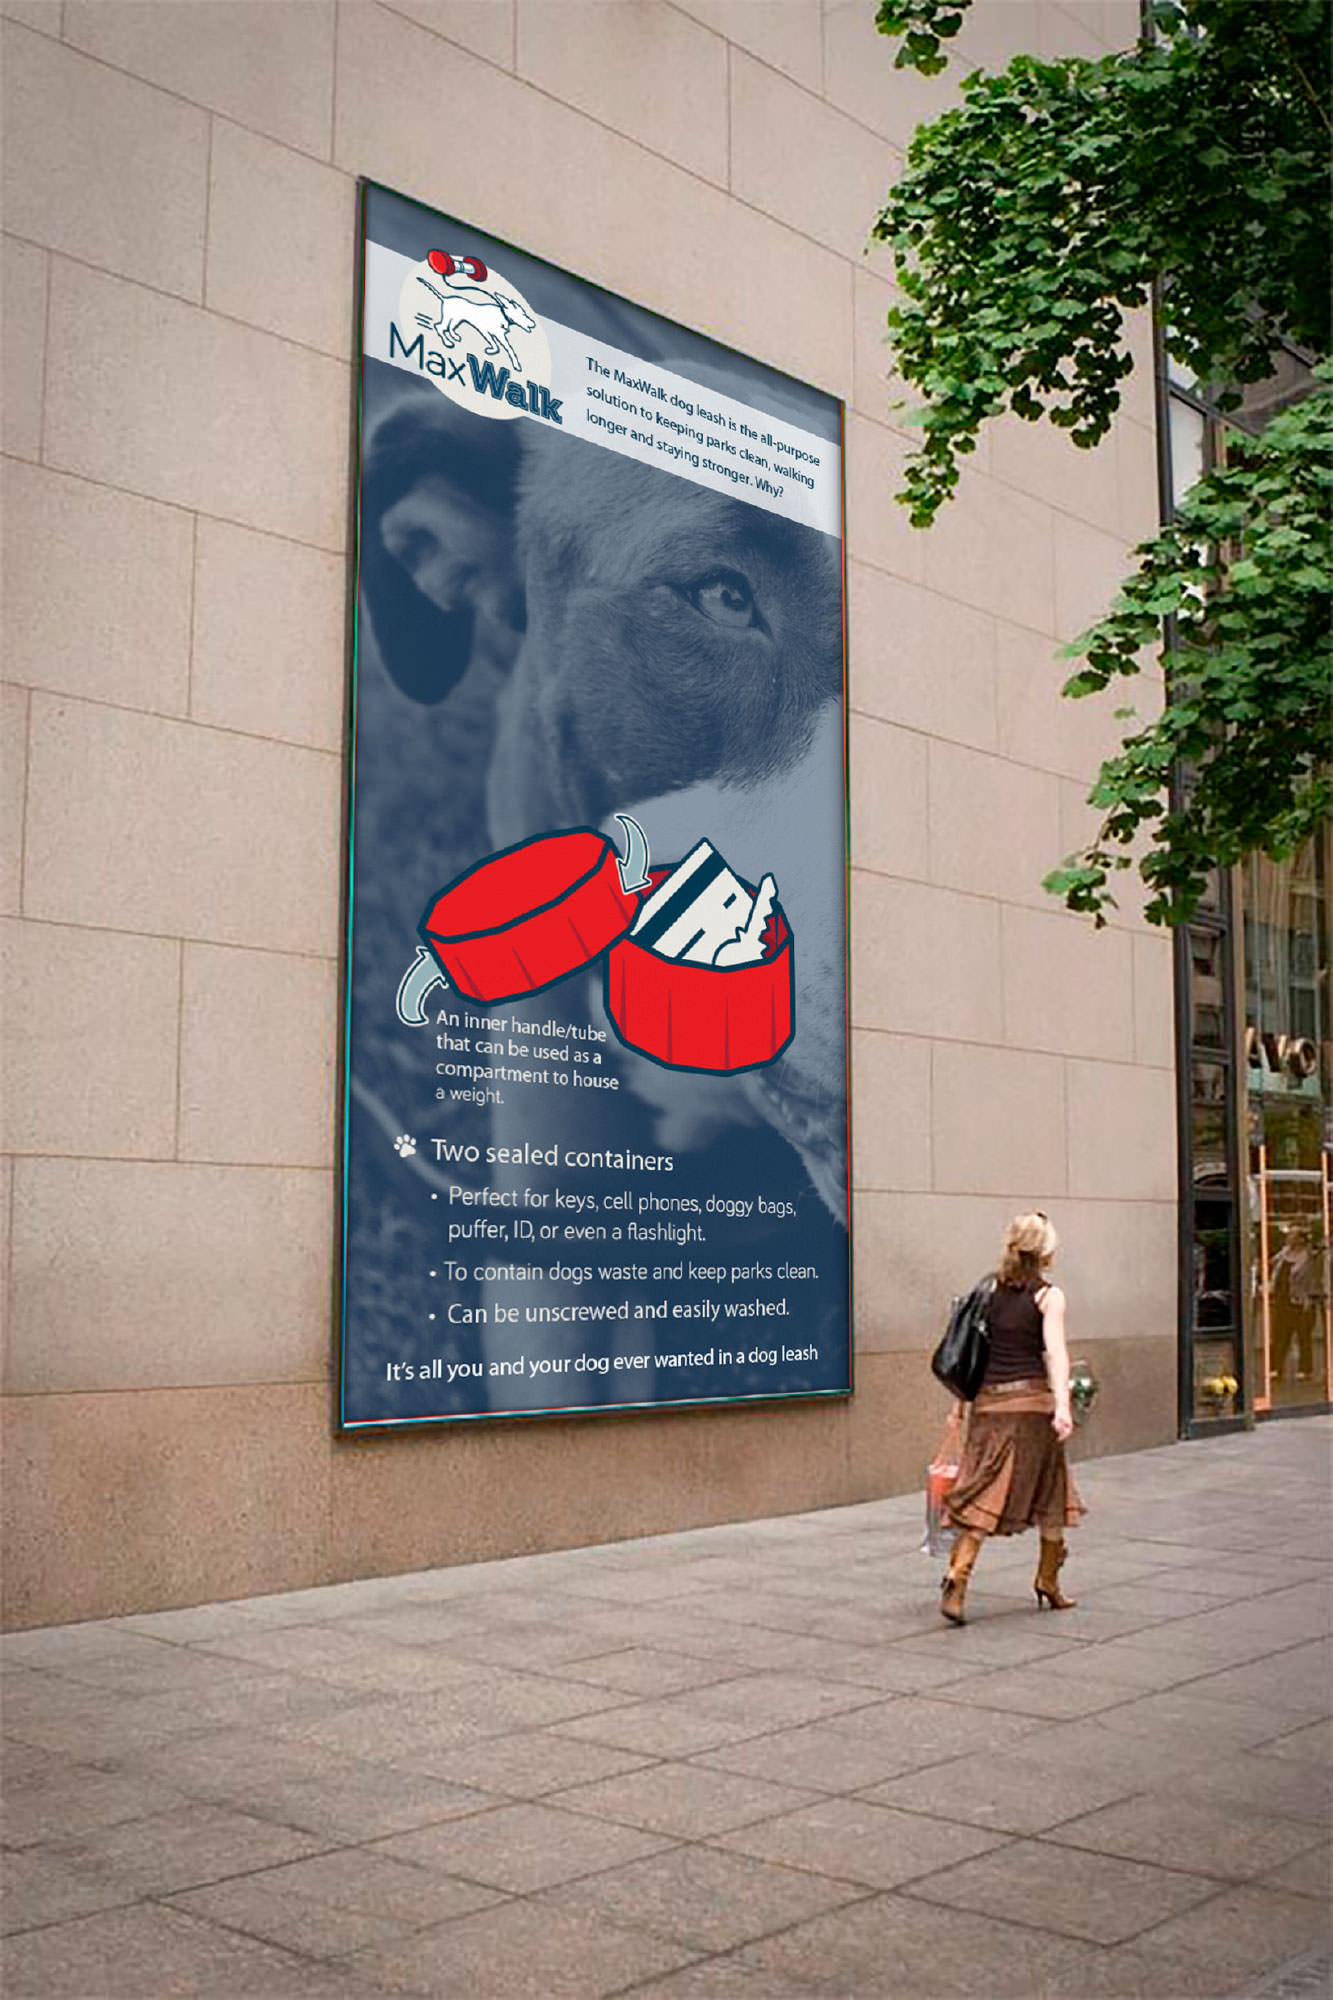 MaxWalk
The MaxWalk dog leash is the all-purpose
solution to keeping parks clean, walking
longer and staying stronger. Why?
An inner handle/tube
that can be used as a
compartment to house
a weight.
Two sealed containers
• Perfect for keys, cell phones, doggy bags,
puffer, ID, or even a flashlight.
• To contain dogs waste and keep parks clean.
• Can be unscrewed and easily washed.
It's all you and your dog ever wanted in a dog leash